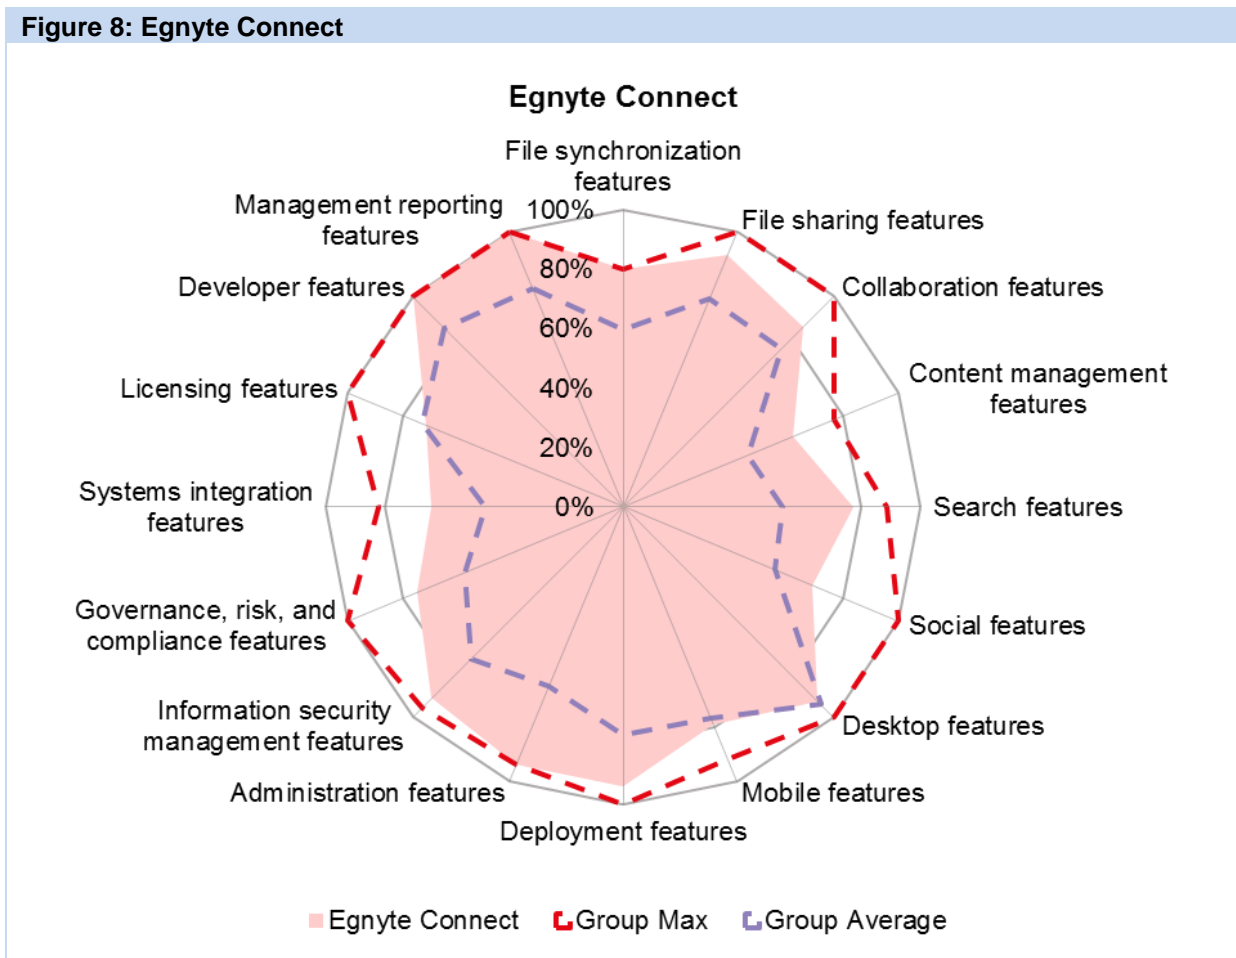 Figure 8: Egnyte Connect
Egnyte Connect
File synchronization
features
Management reporting
features
100%
File sharing features
80%
Developer features
Collaboration features
60%
Licensing features
40%
Content management
features
20%
Systems integration
features
0%
Search features
Governance, risk, and
compliance features
Social features
Information security
management features
Desktop features
Administration features
Mobile features
Deployment features
Egnyte Connect
Group Max
Group Average